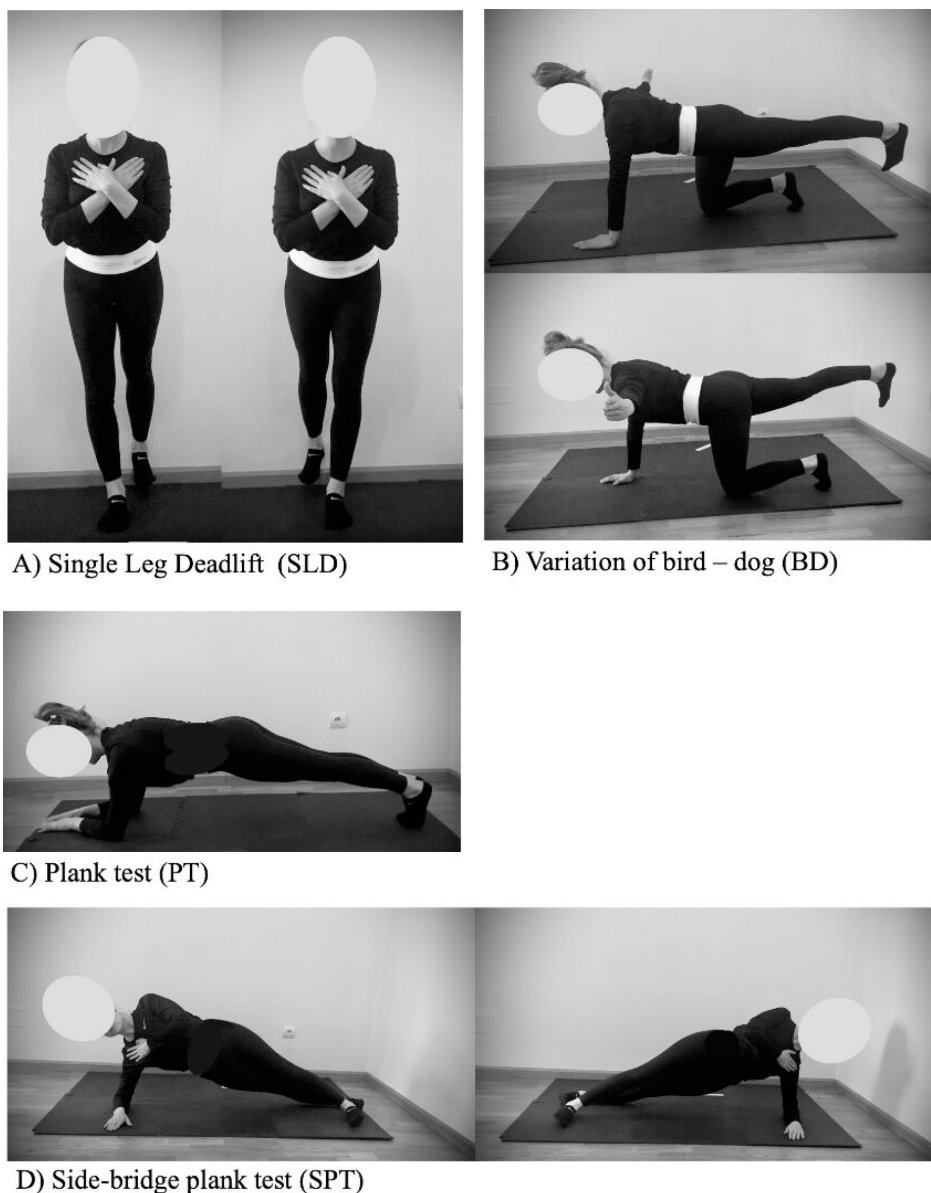 A) Single Leg Deadlift (SLD)
B) Variation of bird – dog (BD)
C) Plank test (PT)
D) Side-bridge plank test (SPT)